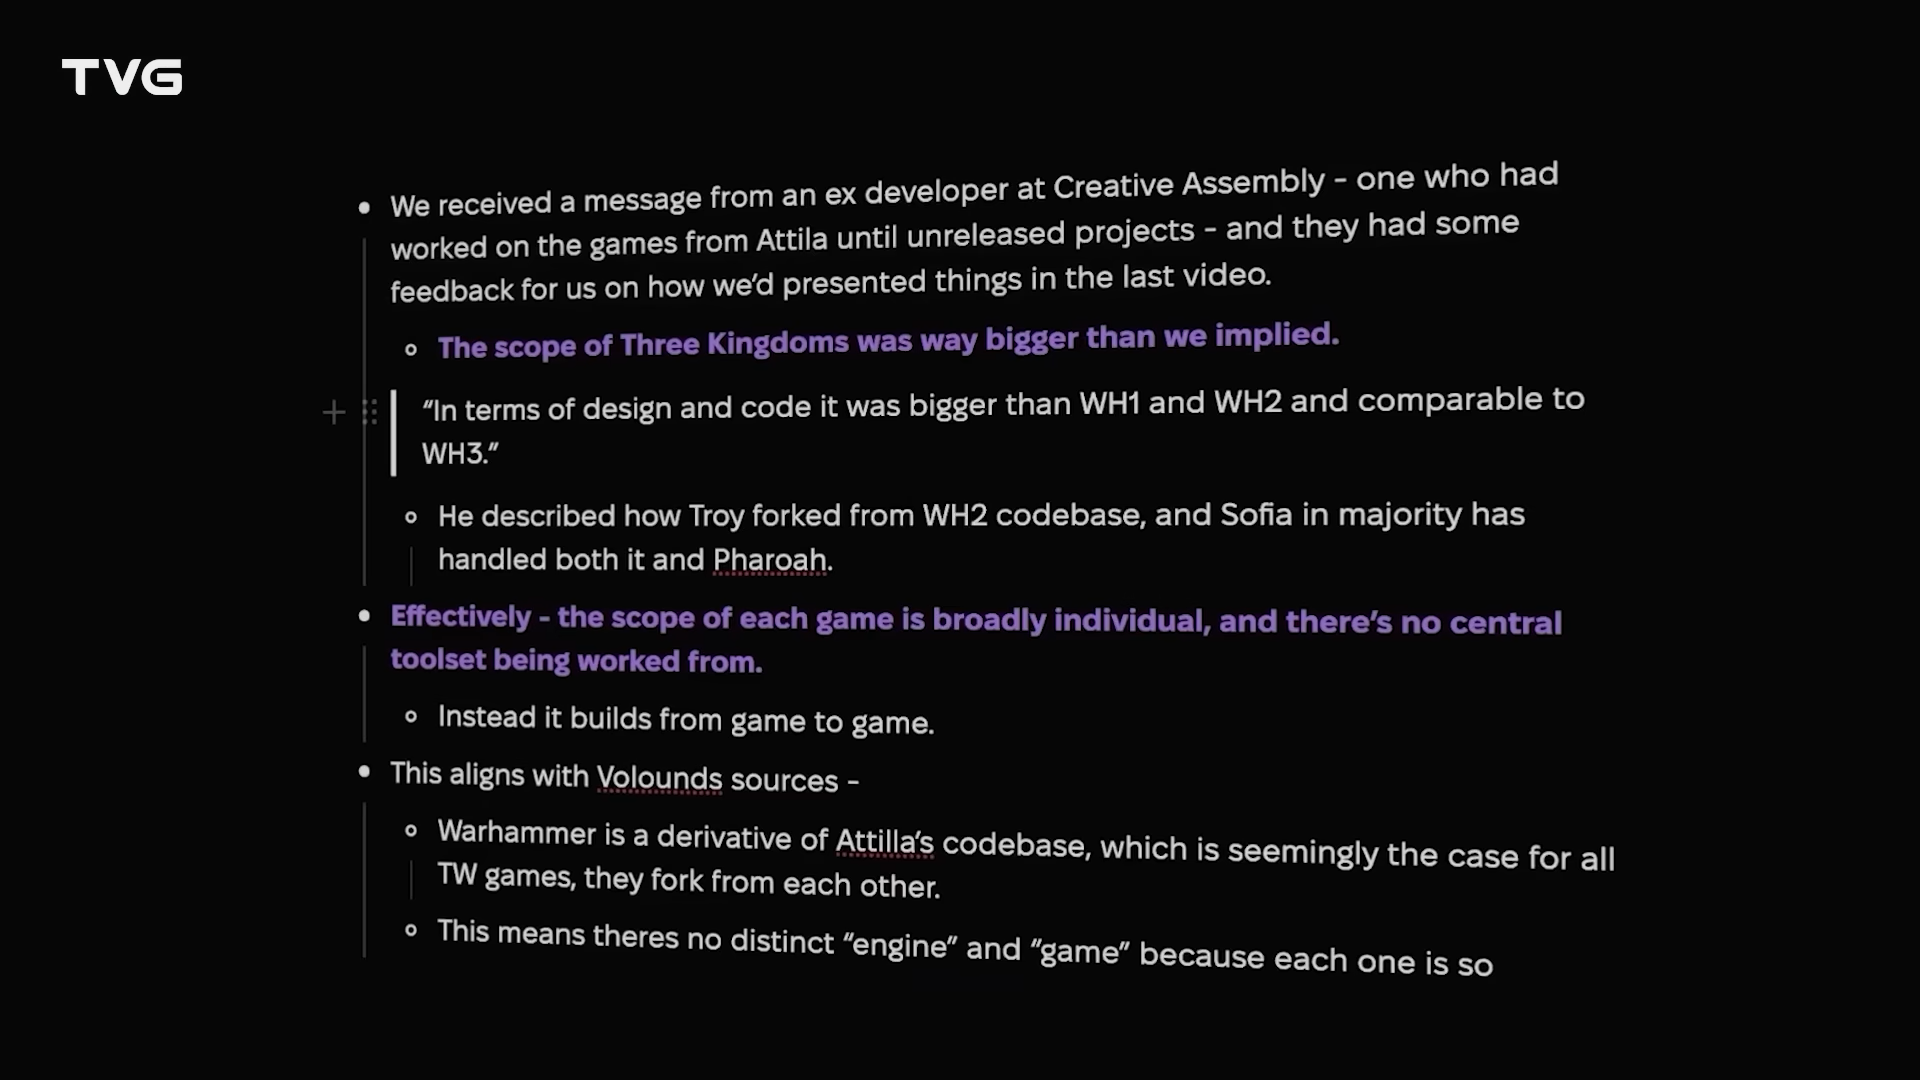 TVG
We received a message from an ex developer at Creative Assembly - one who had
worked on the games from Attila until unreleased projects - and they had some
feedback for us on how we’d presented things in the last video.
The scope of Three Kingdoms was way bigger than we implied.
“In terms of design and code it was bigger than WH1 and WH2 and comparable to
WH3.”
He described how Troy forked from WH2 codebase, and Sofia in majority has
handled both it and Pharoah.
Effectively - the scope of each game is broadly individual, and there’s no central
toolset being worked from.
Instead it builds from game to game.
This aligns with Volounds sources -
Warhammer is a derivative of Attilla’s codebase, which is seemingly the case for all
TW games, they fork from each other.
This means theres no distinct “engine” and “game” because each one is so